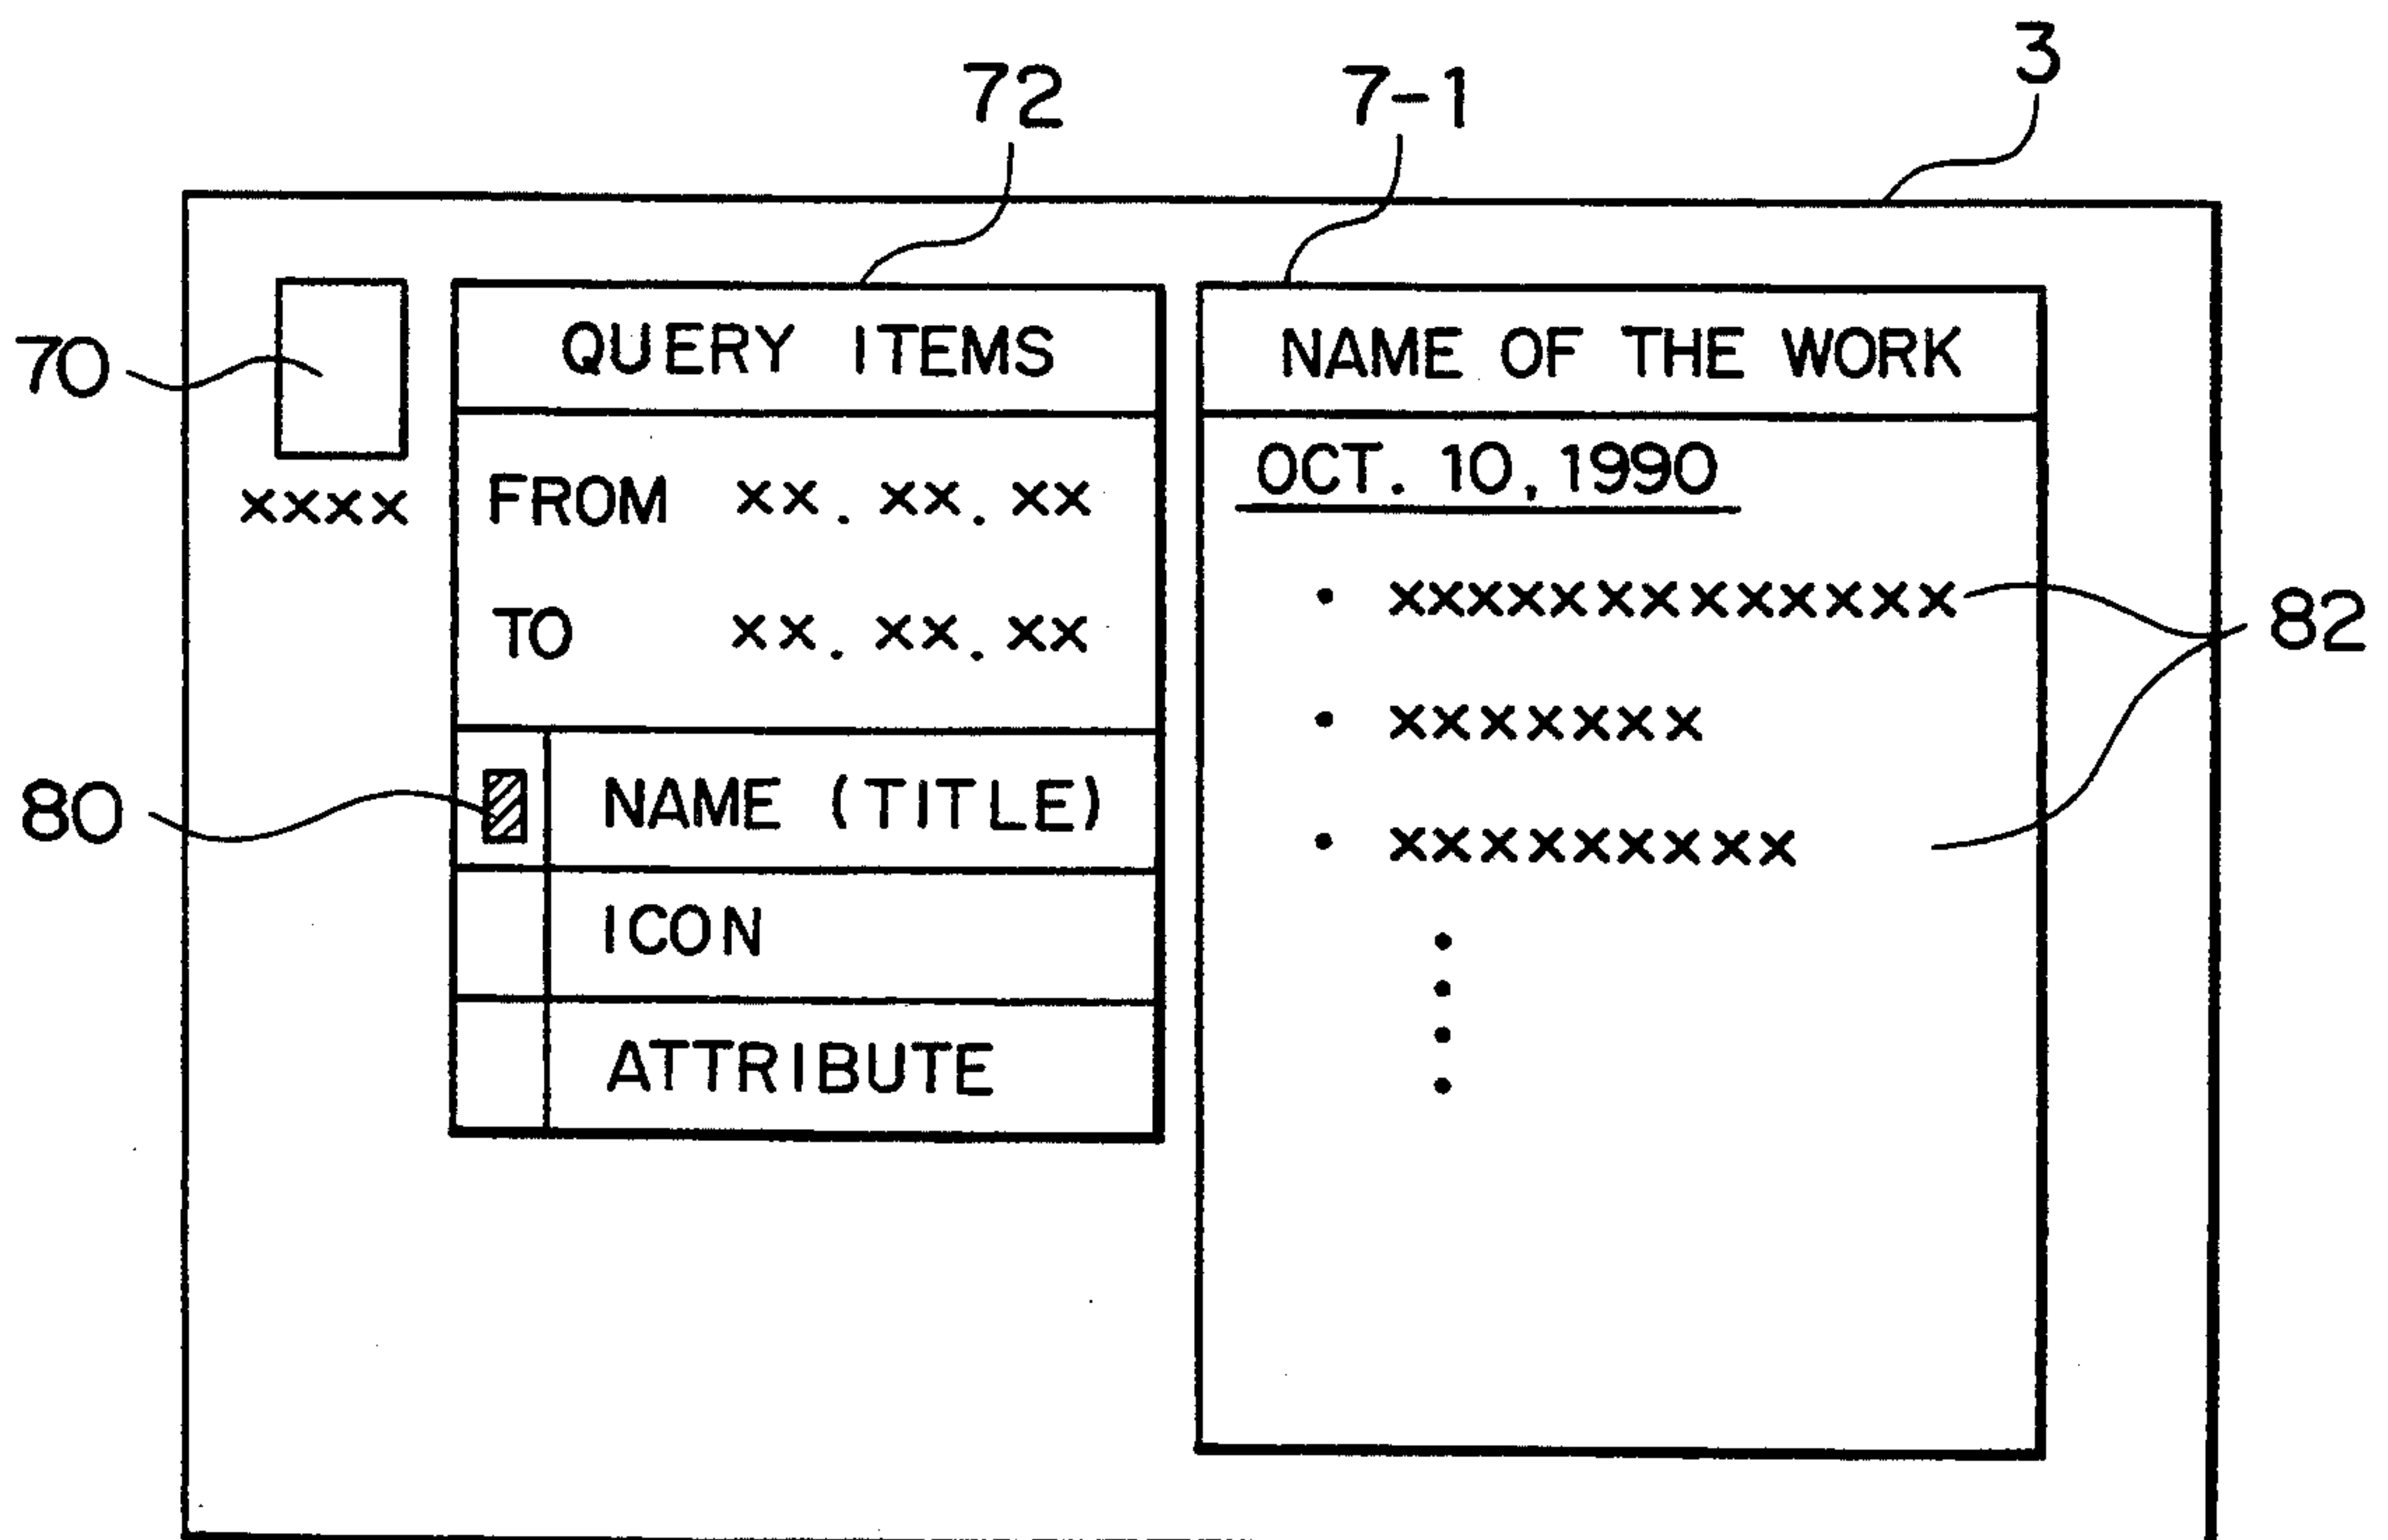 3
72
7-1
70
xxxx
QUERY ITEMS
FROM xx. xx. xx
TO xx. xx. xx
80
NAME (TITLE)
ICON
ATTRIBUTE
NAME OF THE WORK
OCT. 10, 1990
• xxxxxxxxxxxxx
• xxxxxxx
• xxxxxxxxx
82